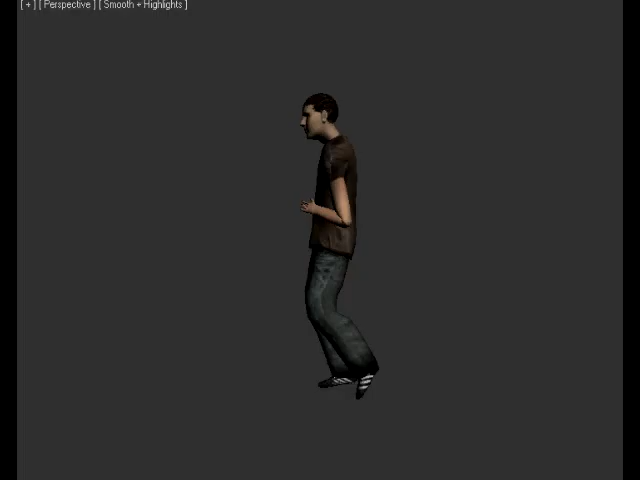 [ + ] [ Perspective ] [ Smooth + Highlights ]